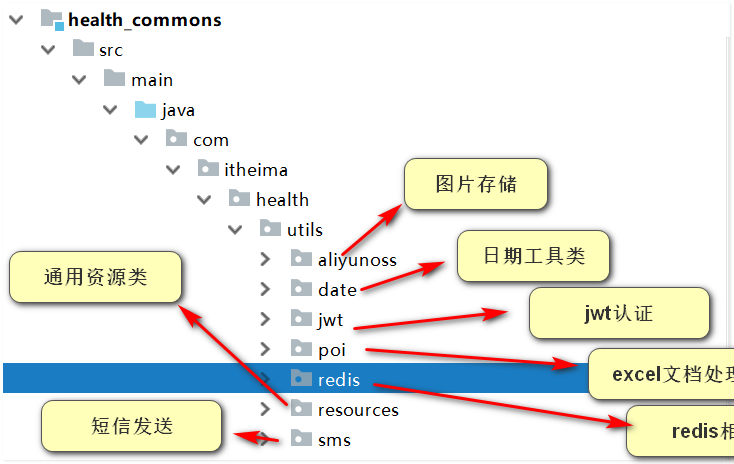 health_commons
src
main
java
com
itheima
health
utils
图片存储
aliyunoss
日期工具类
通用资源类
date
jwt
jwt认证
poi
excel文档处理
redis
resources
redis相
短信发送
sms